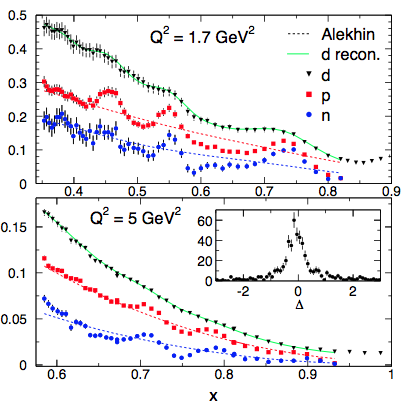 Q² = 1.7 GeV²
Alekhin
d recon.
d
p
n
0.5
0.4
0.3
0.2
0.1
0
0.4 0.5 0.6 0.7 0.8 0.9
Q² = 5 GeV²
0.15
0.1
0.05
0
60
40
20
0
-2 0 2
Δ
0.6 0.7 0.8 0.9 1
x